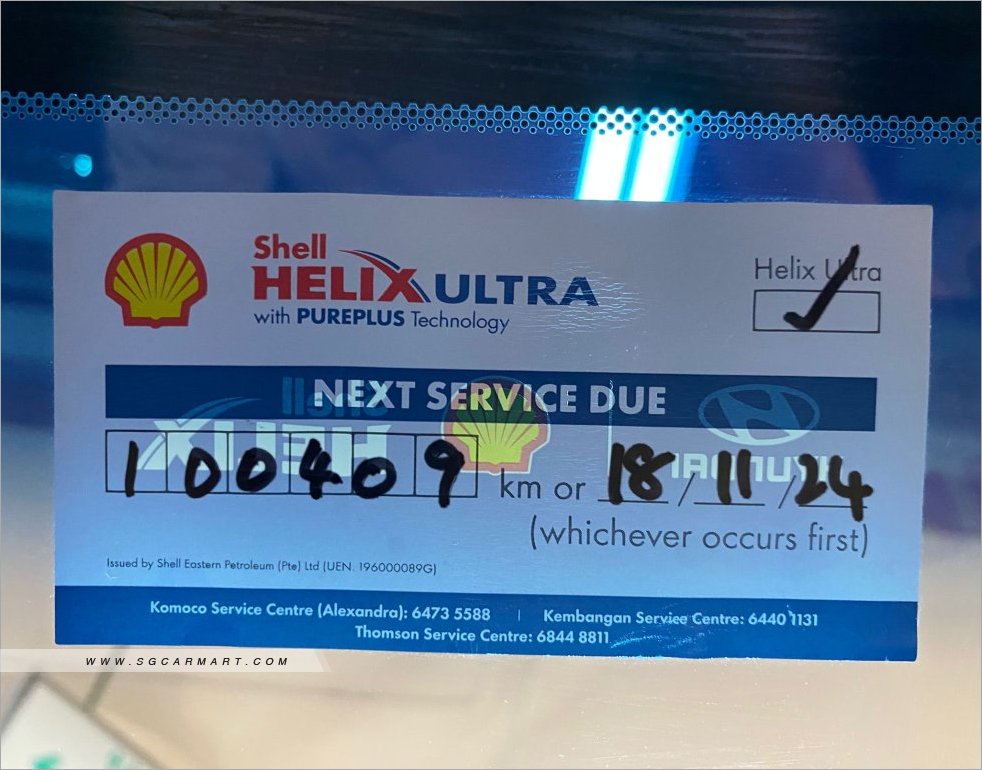 Shell
HELIX ULTRA
with PUREPLUS Technology
Helix Ultra
NEXT SERVICE DUE
100409 km or 18/11/24
(whichever occurs first)
Issued by Shell Eastern Petroleum (Pte) Ltd (UEN. 196000089G)
Komoco Service Centre (Alexandra): 6473 5588 | Kembangan Service Centre: 6440 1131
Thomson Service Centre: 6844 8811
WWW.SGCARMART.COM